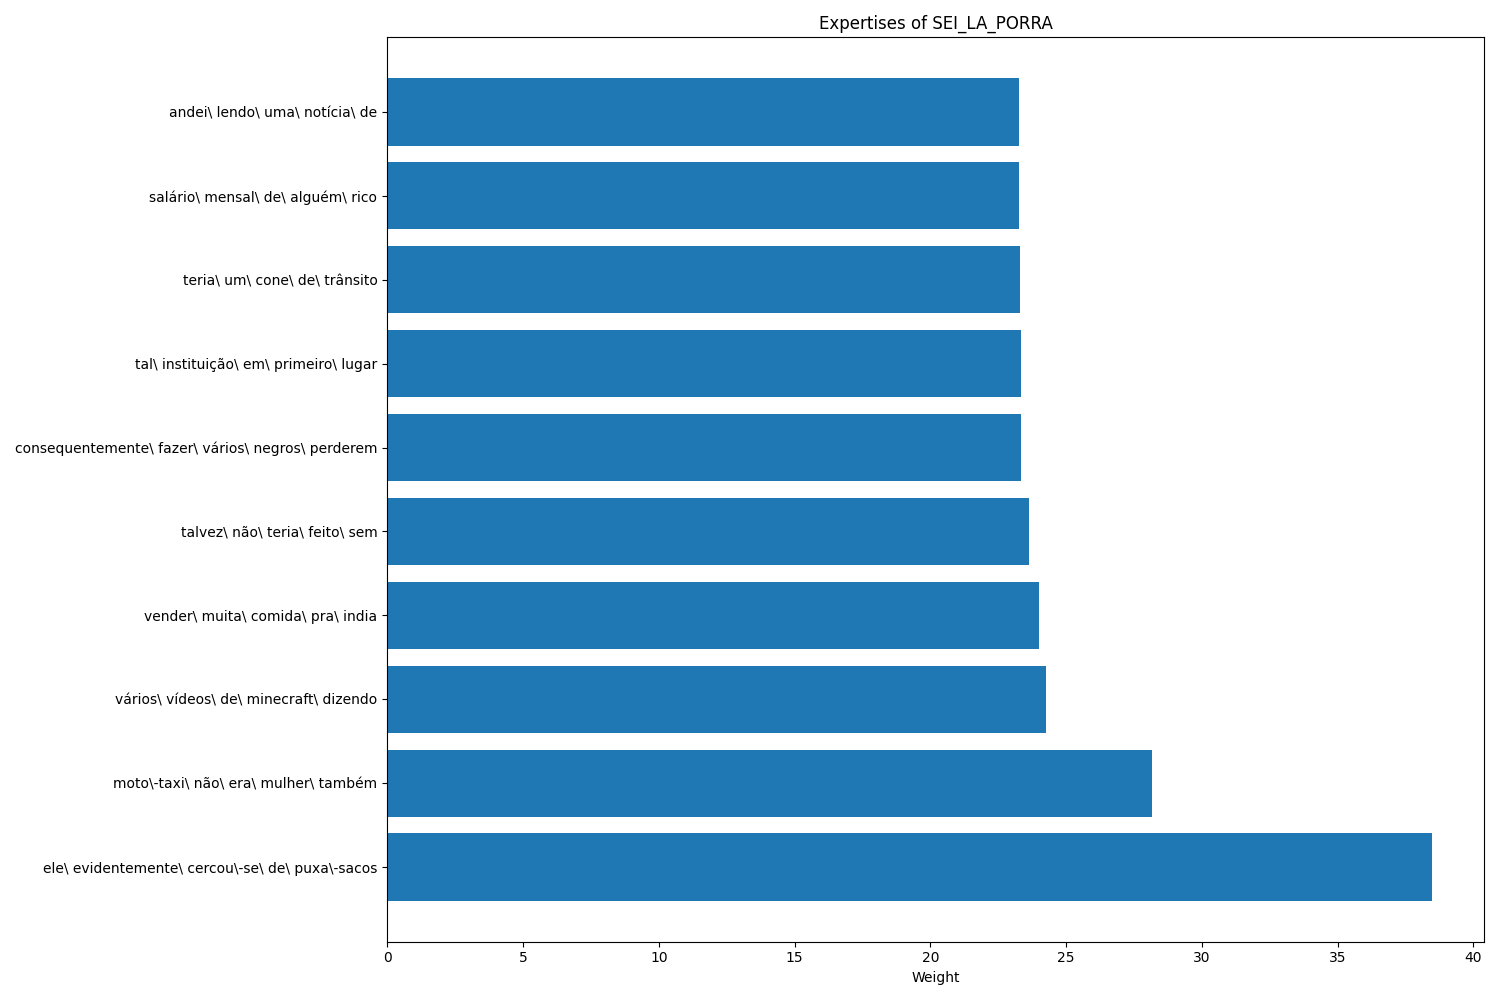 Expertises of SEI_LA_PORRA
andei\ lendo\ uma\ notícia\ de
salário\ mensal\ de\ alguém\ rico
teria\ um\ cone\ de\ trânsito
tal\ instituição\ em\ primeiro\ lugar
consequentemente\ fazer\ vários\ negros\ perderem
talvez\ não\ teria\ feito\ sem
vender\ muita\ comida\ pra\ india
vários\ vídeos\ de\ minecraft\ dizendo
moto\-taxi\ não\ era\ mulher\ também
ele\ evidentemente\ cercou\-se\ de\ puxa\-sacos
0 5 10 15 20 25 30 35 40
Weight